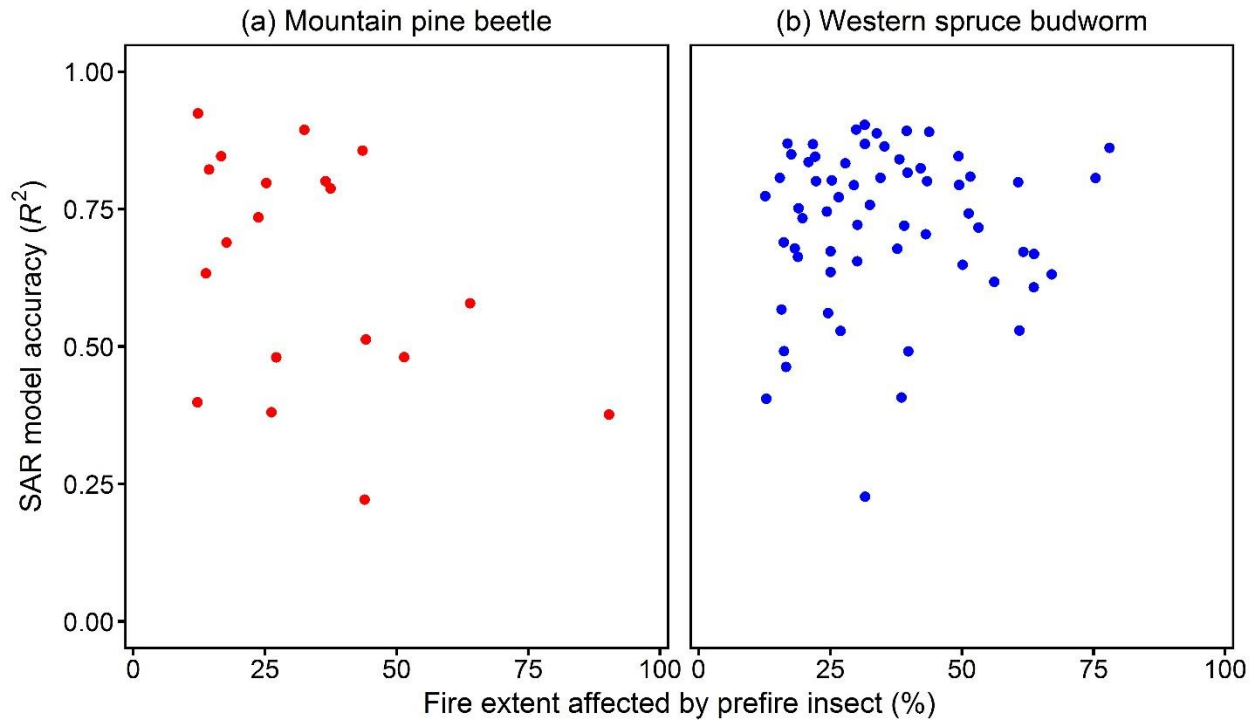 (a) Mountain pine beetle
(b) Western spruce budworm
SAR model accuracy (R²)
1.00
0.75
0.50
0.25
0.00
0 25 50 75 100
0 25 50 75 100
Fire extent affected by prefire insect (%)